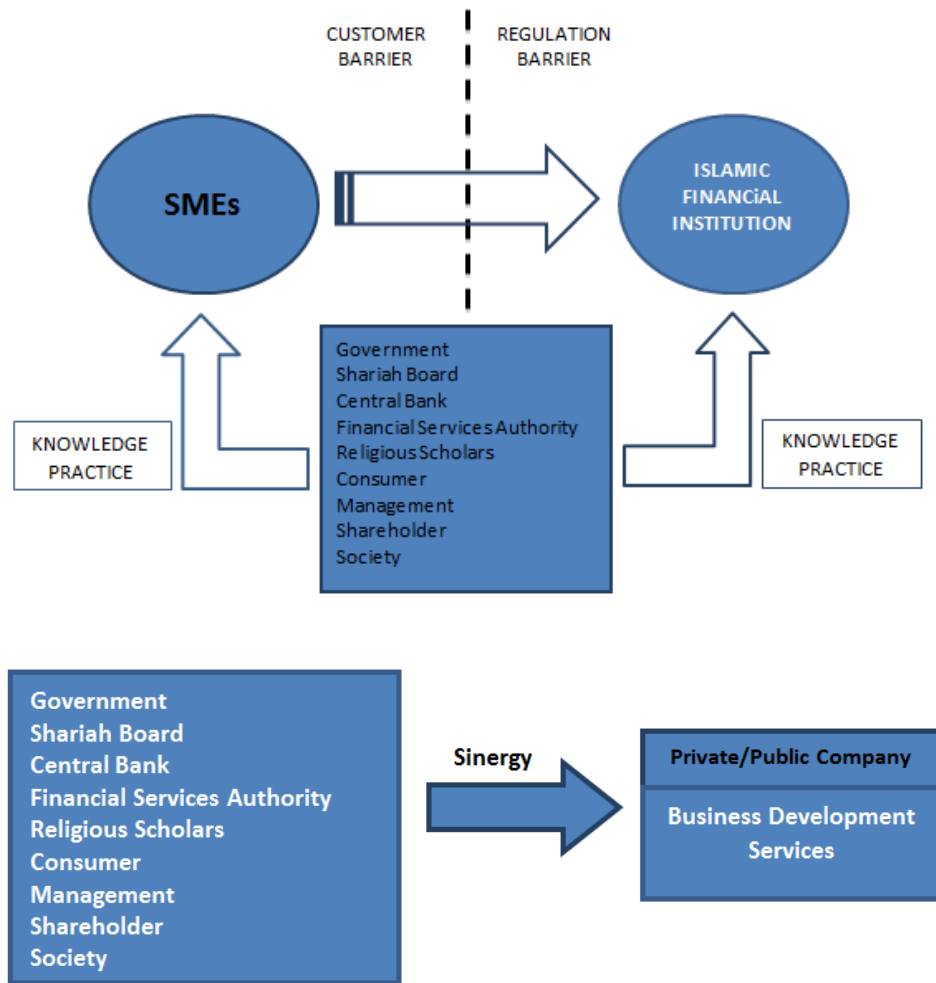 CUSTOMER
BARRIER
REGULATION
BARRIER
SMEs
ISLAMIC
FINANCiAL
INSTITUTION
Government
Shariah Board
Central Bank
Financial Services Authority
Religious Scholars
Consumer
Management
Shareholder
Society
KNOWLEDGE
PRACTICE
KNOWLEDGE
PRACTICE
Government
Shariah Board
Central Bank
Financial Services Authority
Religious Scholars
Consumer
Management
Shareholder
Society
Sinergy
Private/Public Company
Business Development
Services